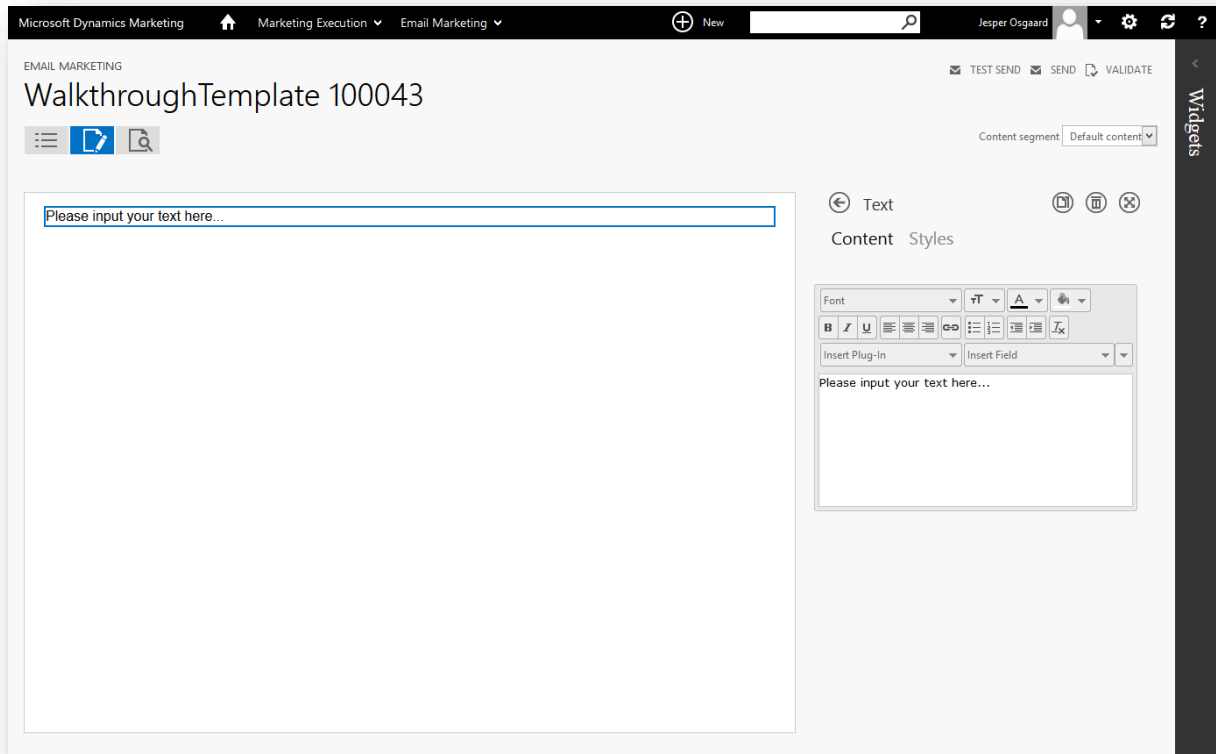 Microsoft Dynamics Marketing Marketing Execution Email Marketing New Jesper Osgaard ?
EMAIL MARKETING
WalkthroughTemplate 100043
TEST SEND SEND VALIDATE
Widgets
Content segment Default content
Please input your text here...
Text
Content Styles
Font TT A
B I U Ix
Insert Plug-In Insert Field
Please input your text here...